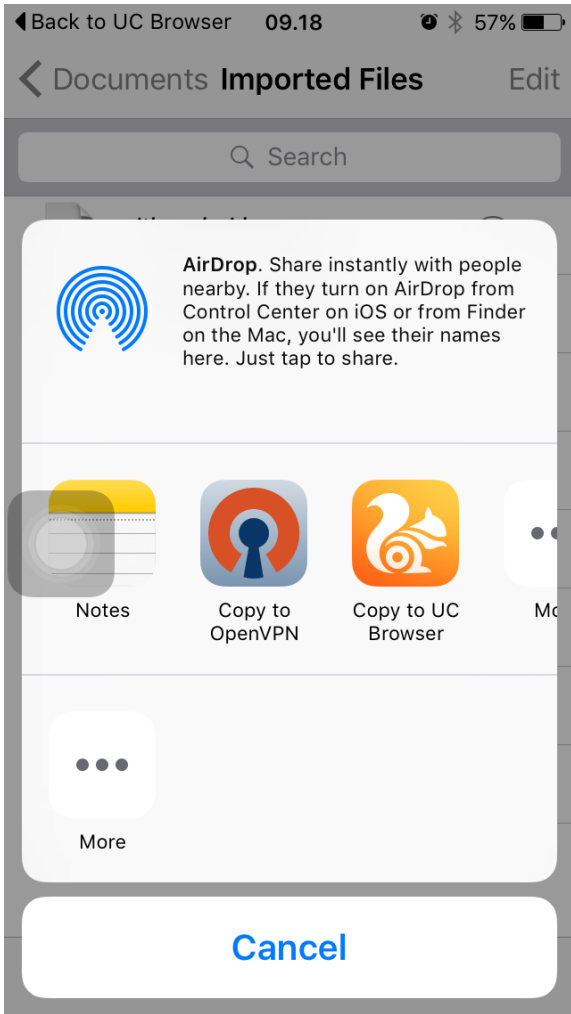 Back to UC Browser 09.18 57%
Documents Imported Files Edit
Search
AirDrop. Share instantly with people
nearby. If they turn on AirDrop from
Control Center on iOS or from Finder
on the Mac, you'll see their names
here. Just tap to share.
Notes
Copy to
OpenVPN
Copy to UC
Browser
Mo
More
Cancel